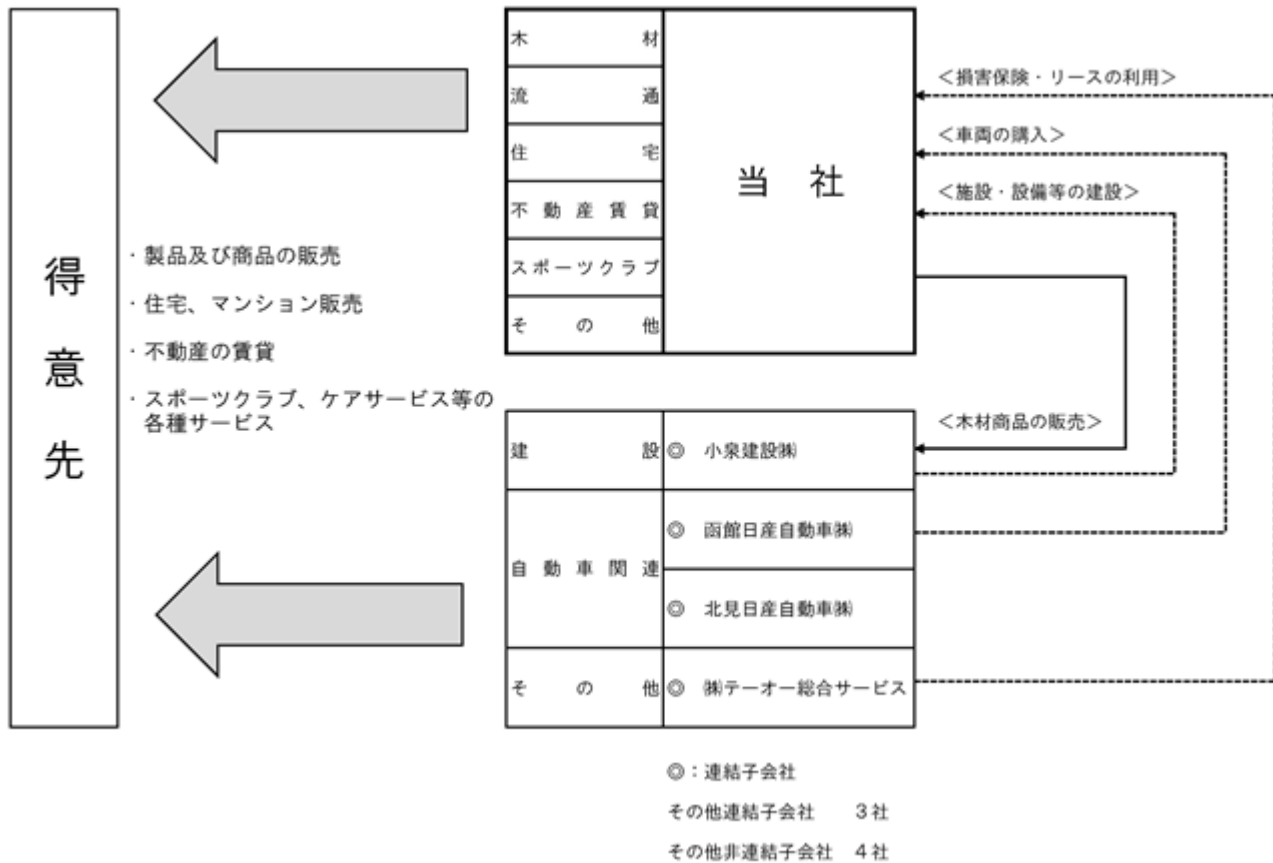 得意先
・製品及び商品の販売
・住宅、マンション販売
・不動産の賃貸
・スポーツクラブ、ケアサービス等の
各種サービス
木材
流通
住宅
不動産賃貸
スポーツクラブ
その他
当社
＜損害保険・リースの利用＞
＜車両の購入＞
＜施設・設備等の建設＞
＜木材商品の販売＞
建設 ◎ 小泉建設㈱
自動車関連
◎ 函館日産自動車㈱
◎ 北見日産自動車㈱
その他 ◎ ㈱テーオー総合サービス
◎：連結子会社
その他連結子会社 ３社
その他非連結子会社 ４社